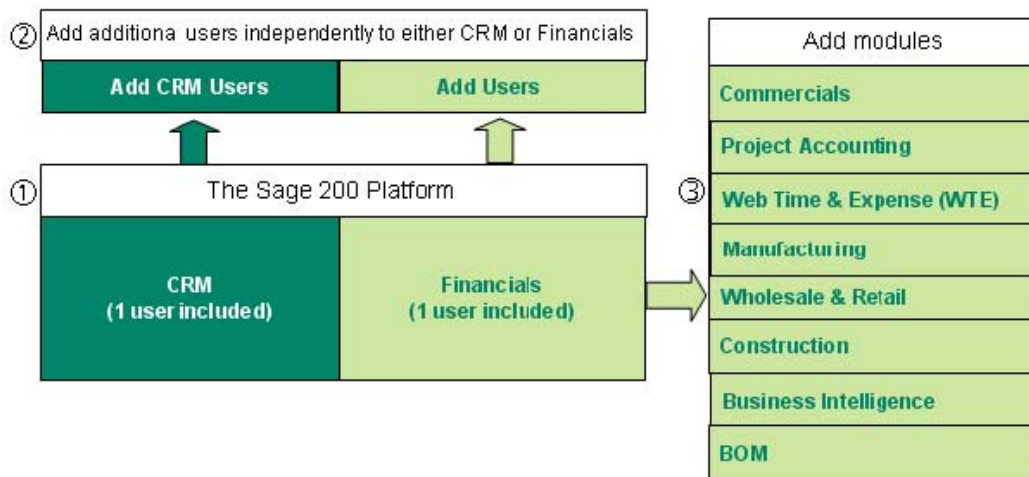 ② Add additiona users independently to either CRM or Financials
Add CRM Users
Add Users
① The Sage 200 Platform
CRM
(1 user included)
Financials
(1 user included)
Add modules
③
Commercials
Project Accounting
Web Time & Expense (WTE)
Manufacturing
Wholesale & Retail
Construction
Business Intelligence
BOM